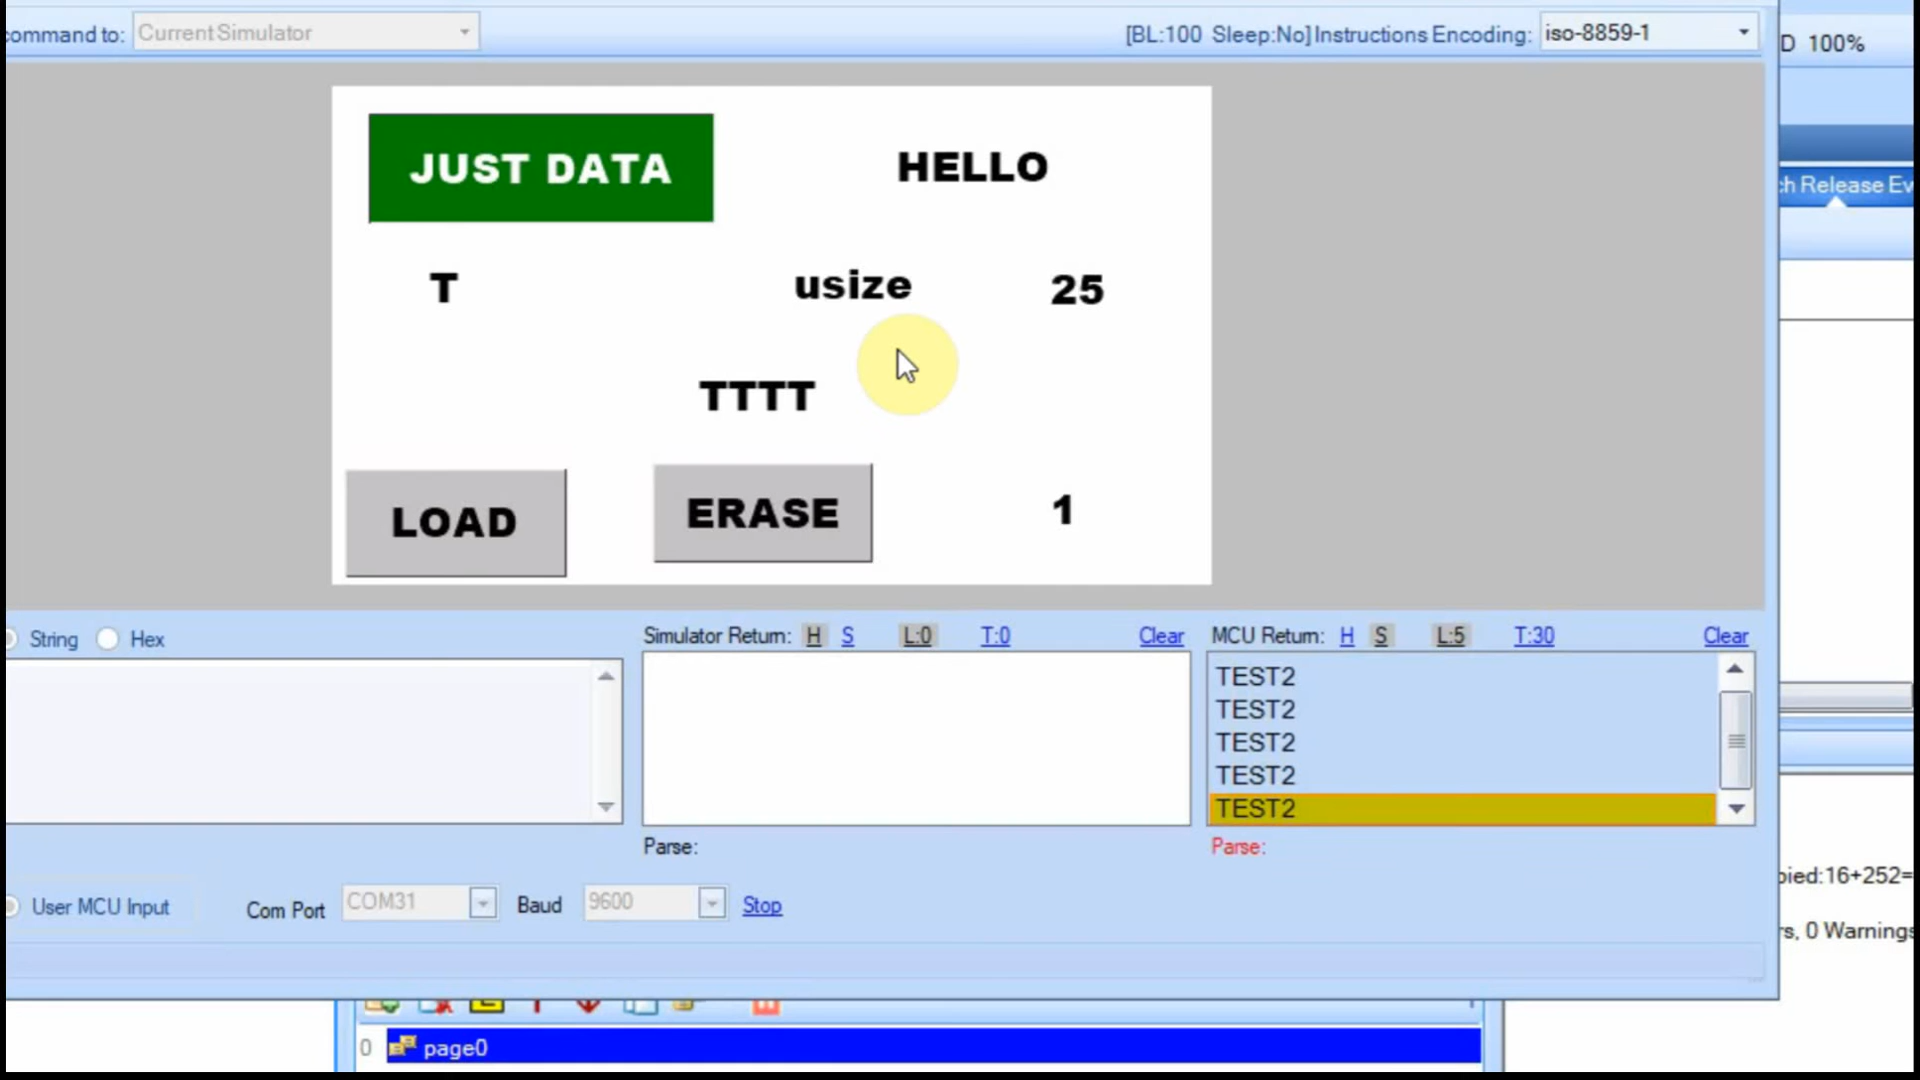 command to: Current Simulator [BL:100 Sleep:No] Instructions Encoding: iso-8859-1
D 100%
JUST DATA HELLO
ch Release Ev
T usize 25
TTTT
LOAD ERASE 1
String Hex Simulator Return: H S L:0 T:0 Clear MCU Return: H S L:5 T:30 Clear
TEST2
TEST2
TEST2
TEST2
TEST2
Parse: Parse:
pied:16+252=
User MCU Input Com Port COM31 Baud 9600 Stop
rs, 0 Warnings
0 page0